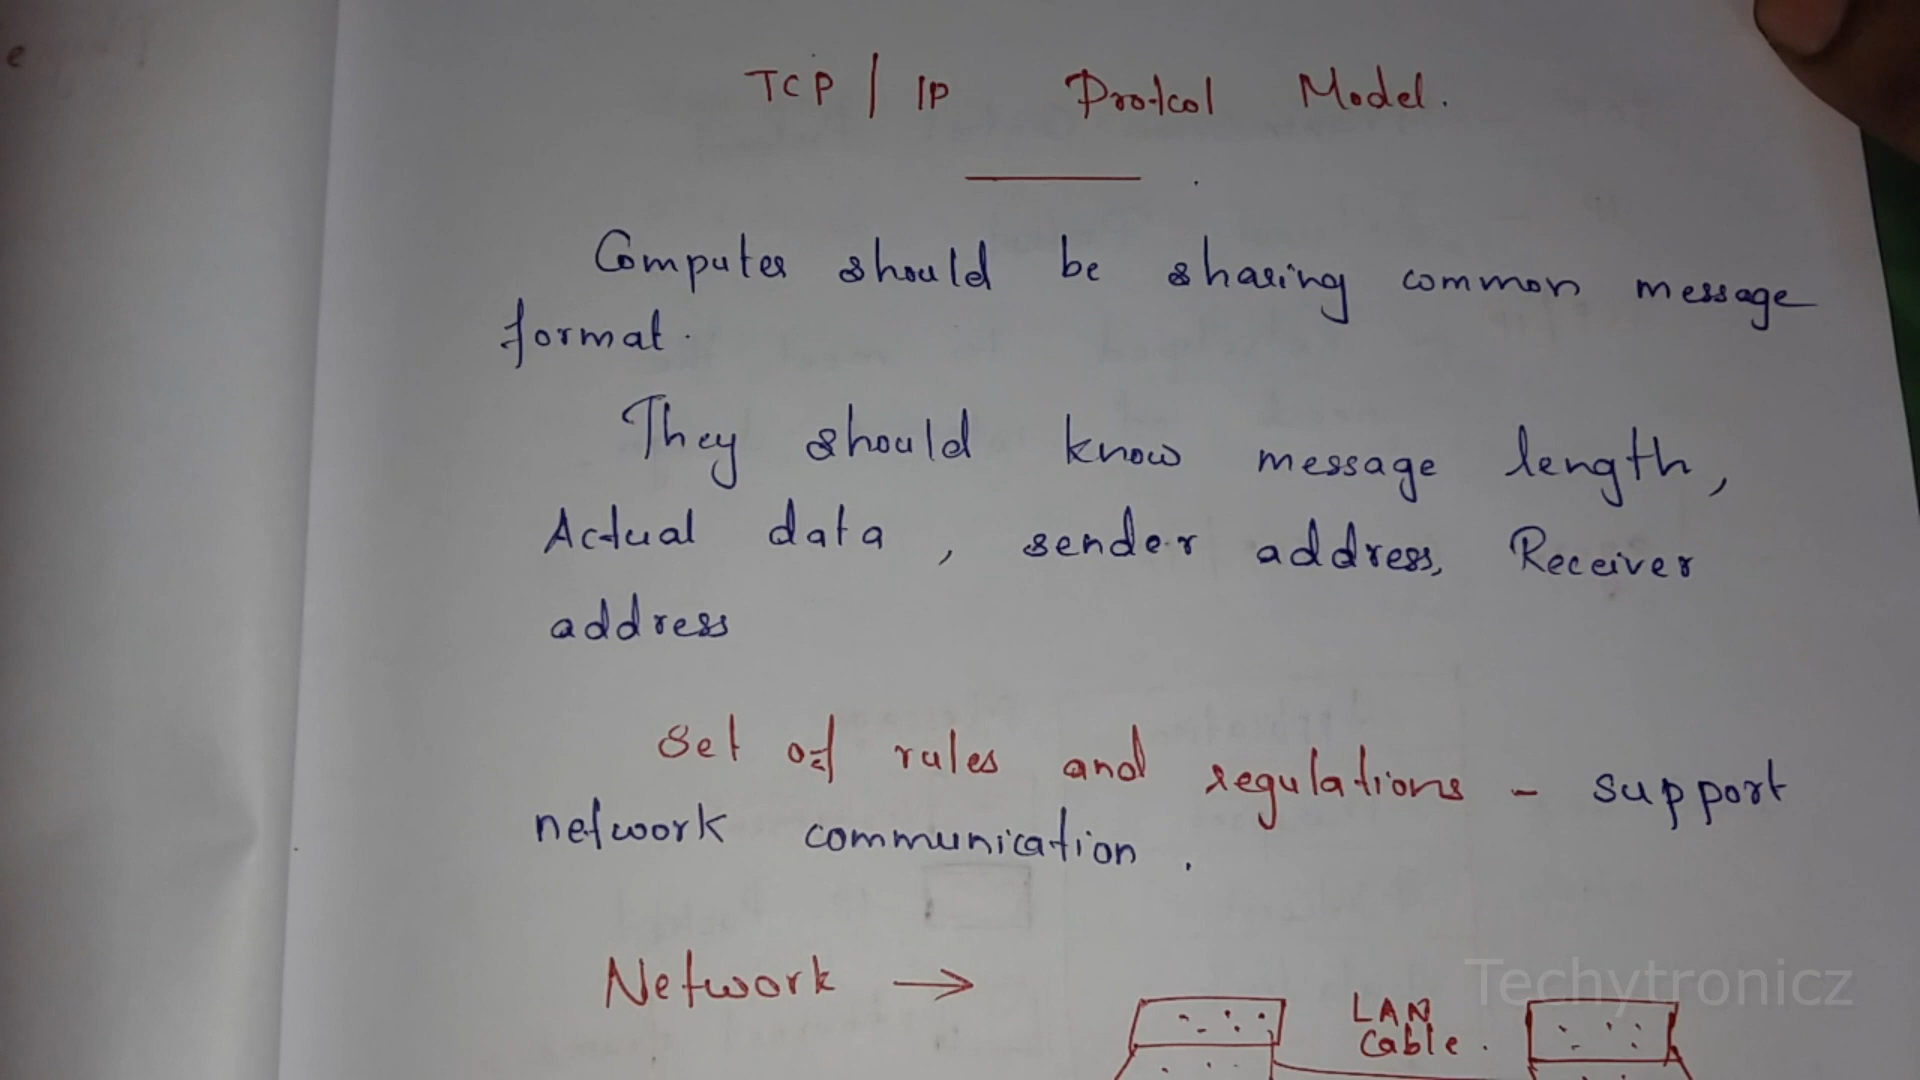 TCP / IP Protcol Model.
Computer should be sharing common message
format.
They should know message length,
Actual data , sender address, Receiver
address
Set of rules and regulations - support
network communication .
Network →
LAN
Cable .
Techytronicz